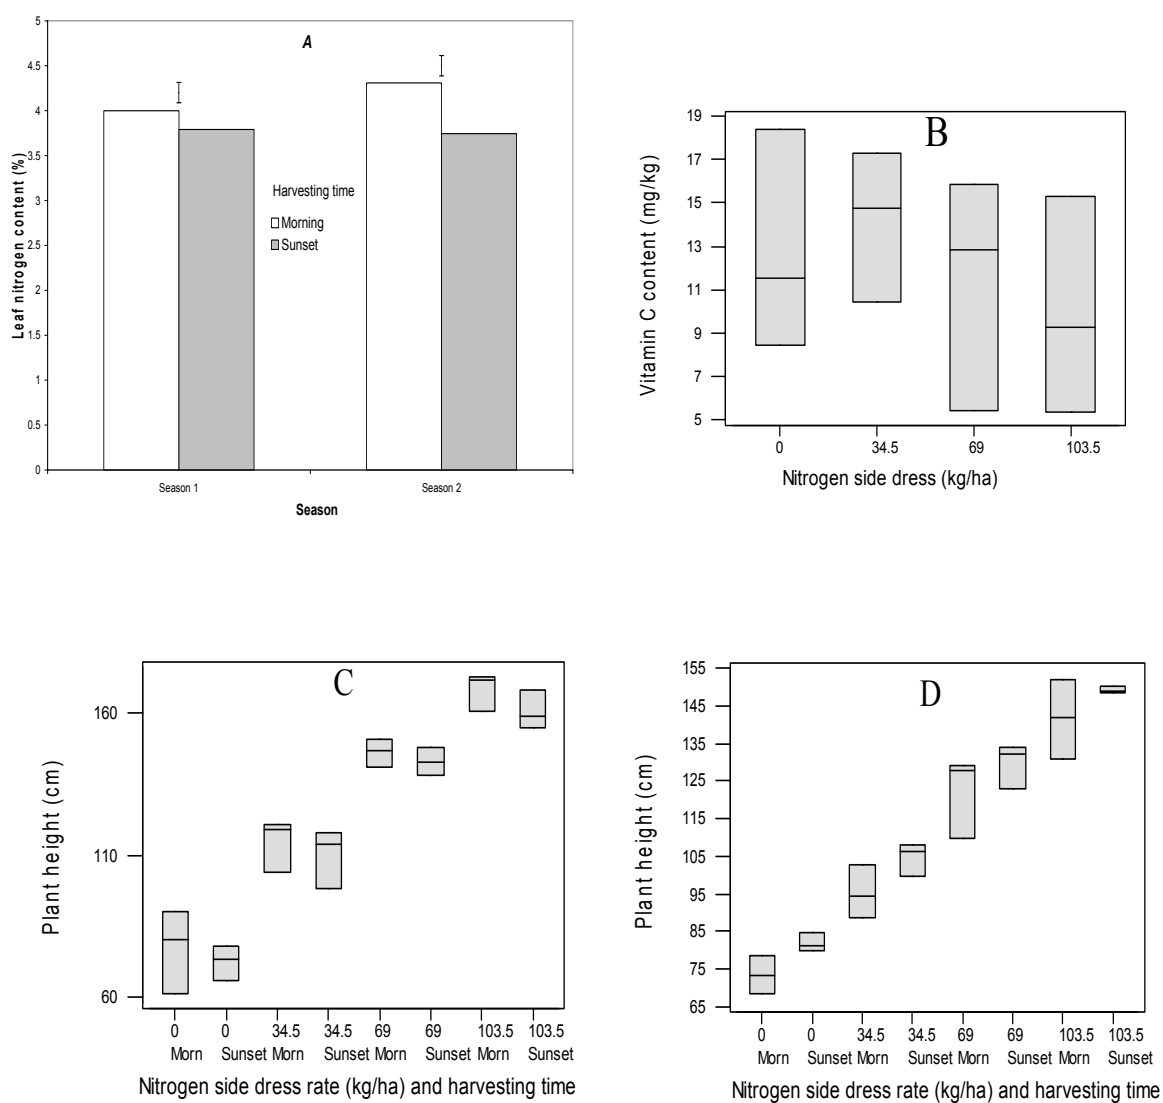 A
5
4.5
4
3.5
3
2.5
2
1.5
1
0.5
0
Leaf nitrogen content (%)
Harvesting time
Morning
Sunset
Season 1
Season 2
Season
B
19
17
15
13
11
9
7
5
Vitamin C content (mg/kg)
0 34.5 69 103.5
Nitrogen side dress (kg/ha)
C
160
110
60
Plant height (cm)
0 0 34.5 34.5 69 69 103.5 103.5
Morn Sunset Morn Sunset Morn Sunset Morn Sunset
Nitrogen side dress rate (kg/ha) and harvesting time
D
155
145
135
125
115
105
95
85
75
65
Plant height (cm)
0 0 34.5 34.5 69 69 103.5 103.5
Morn Sunset Morn Sunset Morn Sunset Morn Sunset
Nitrogen side dress rate (kg/ha) and harvesting time